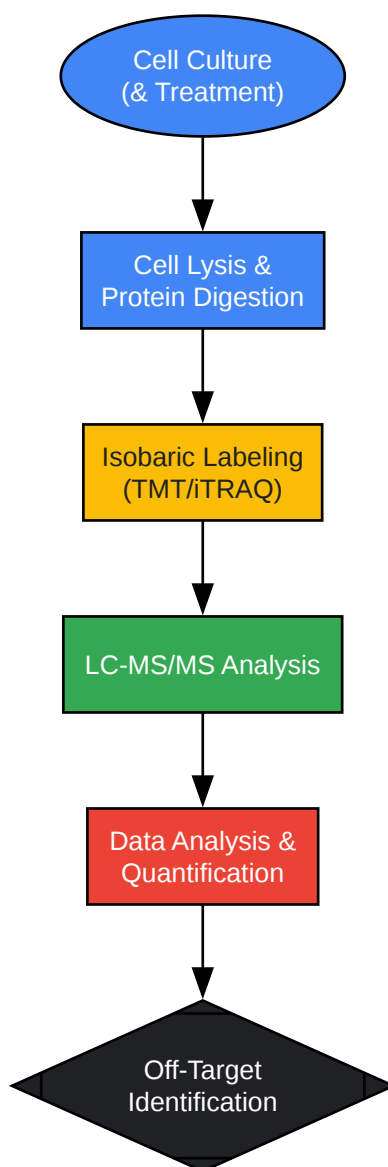 Cell Culture
(& Treatment)
Cell Lysis &
Protein Digestion
Isobaric Labeling
(TMT/iTRAQ)
LC-MS/MS Analysis
Data Analysis &
Quantification
Off-Target
Identification